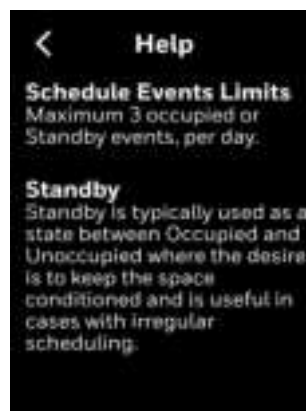 Help
Schedule Events Limits
Maximum 3 occupied or
Standby events, per day.
Standby
Standby is typically used as a
state between Occupied and
Unoccupied where the desire
is to keep the space
conditioned and is useful in
cases with irregular
scheduling.